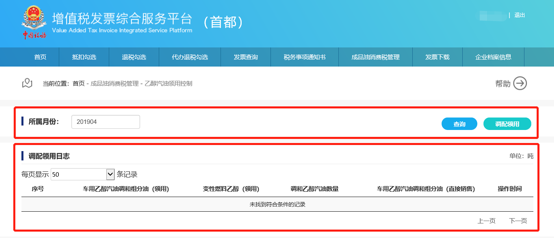 增值税发票综合服务平台 （首都）
Value Added Tax Invoice Integrated Service Platform
| 退出
首页 抵扣勾选 退税勾选 代办退税勾选 发票查询 税务事项通知书 成品油消费税管理 发票下载 企业档案信息
当前位置：首页 - 成品油消费税管理 - 乙醇汽油领用控制 帮助
所属月份： 201904 查询 调配领用
调配领用日志 单位：吨
每页显示 50 条记录
序号 车用乙醇汽油调和组分油（领用） 变性燃料乙醇（领用） 调和乙醇汽油数量 车用乙醇汽油调和组分油（直接销售） 操作时间
未找到符合条件的记录
上一页 下一页